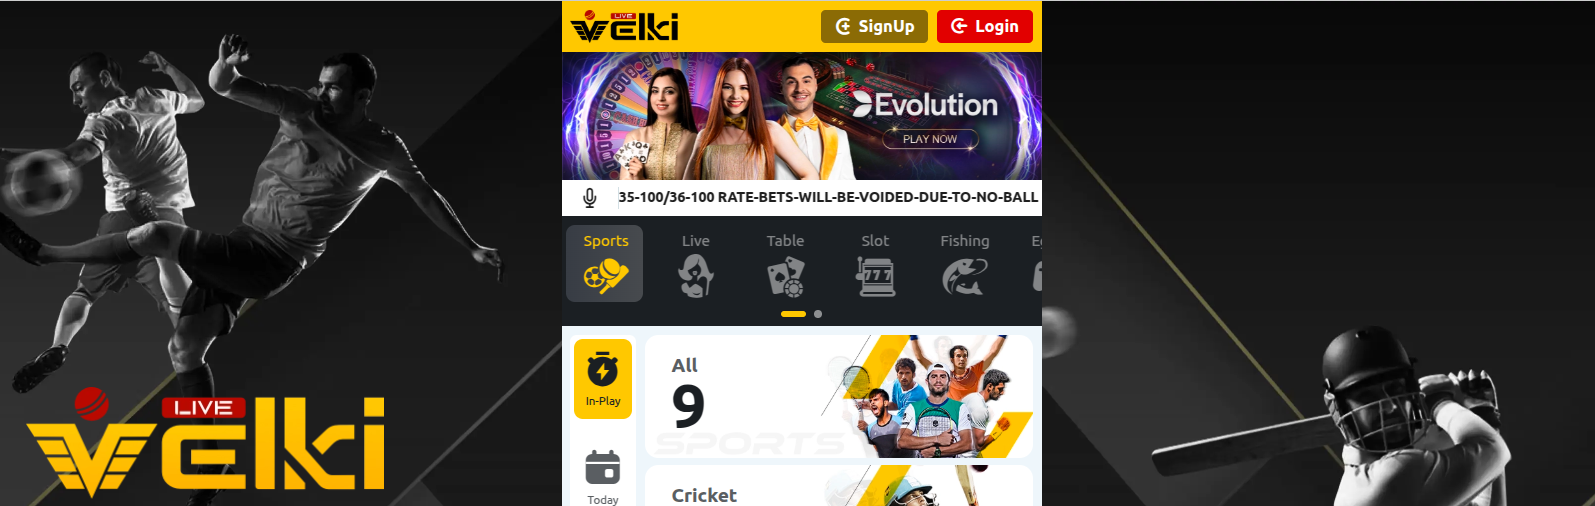 LIVE
Velki
SignUp
Login
Evolution
PLAY NOW
35-100/36-100 RATE-BETS-WILL-BE-VOIDED-DUE-TO-NO-BALL
Sports
Live
Table
Slot
Fishing
777
In-Play
All
9
SPORTS
Today
Cricket
LIVE
Velki